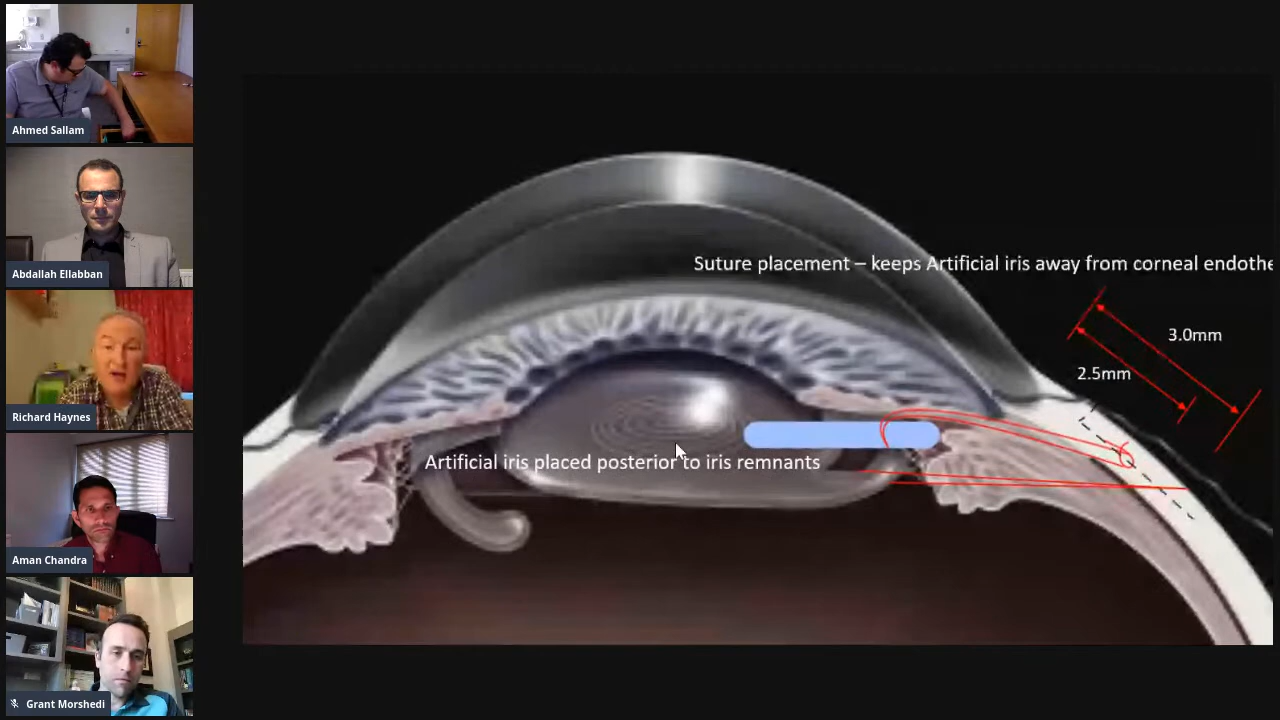 Ahmed Sallam
Abdallah Ellabban
Richard Haynes
Aman Chandra
Grant Morshedi
Suture placement – keeps Artificial iris away from corneal endothe
3.0mm
2.5mm
Artificial iris placed posterior to iris remnants